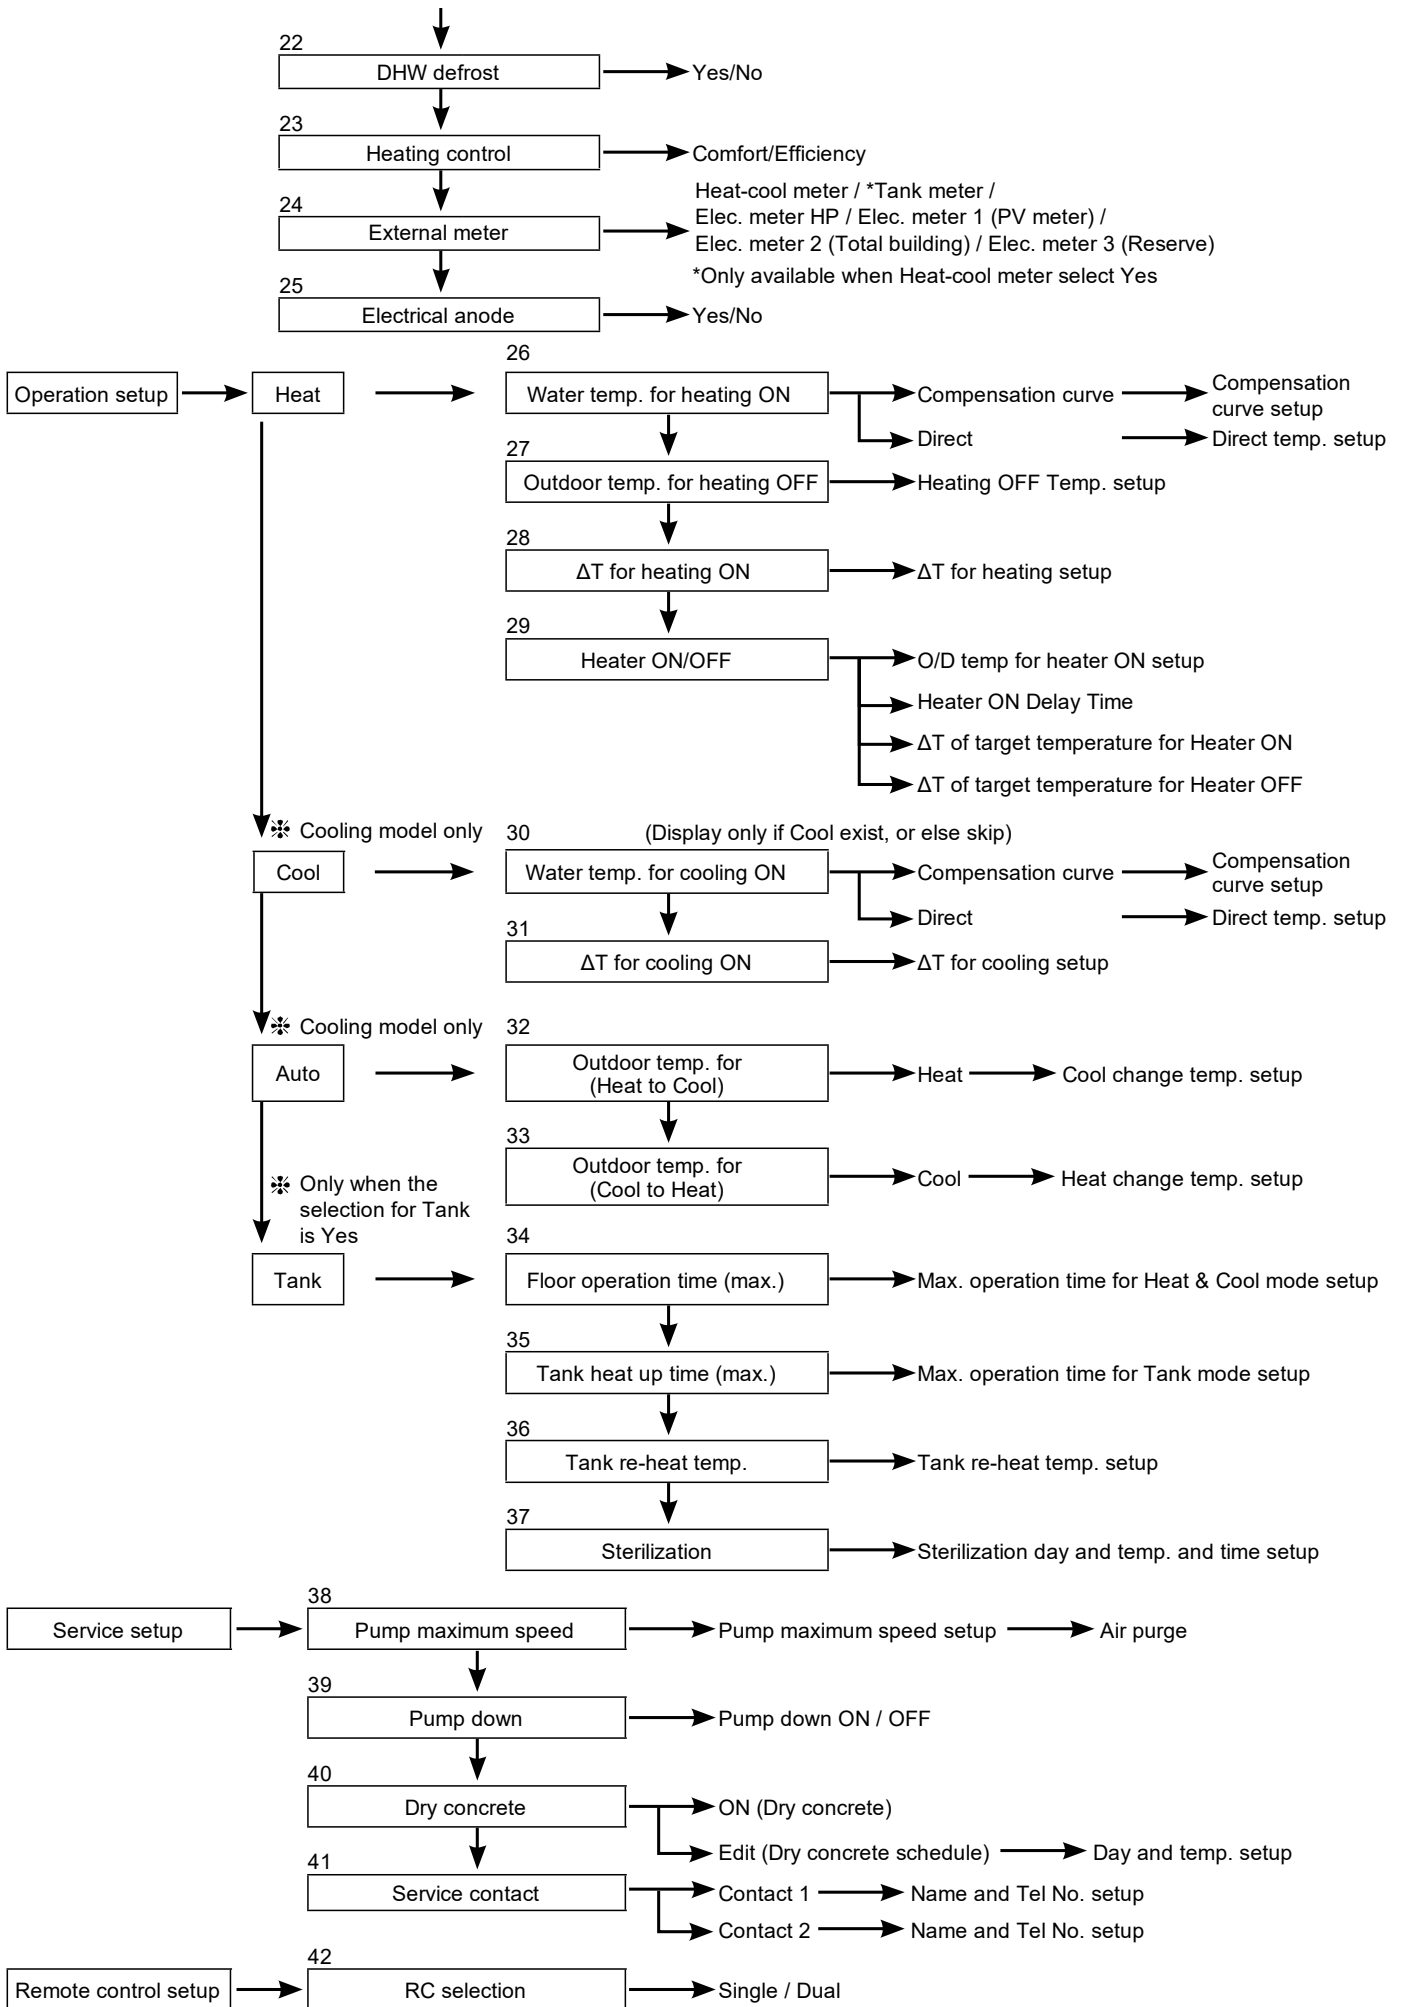 22
DHW defrost
Yes/No
23
Heating control
Comfort/Efficiency
24
External meter
Heat-cool meter / *Tank meter /
Elec. meter HP / Elec. meter 1 (PV meter) /
Elec. meter 2 (Total building) / Elec. meter 3 (Reserve)
*Only available when Heat-cool meter select Yes
25
Electrical anode
Yes/No
Operation setup
Heat
26
Water temp. for heating ON
Compensation curve
Compensation
curve setup
Direct
Direct temp. setup
27
Outdoor temp. for heating OFF
Heating OFF Temp. setup
28
ΔT for heating ON
ΔT for heating setup
29
Heater ON/OFF
O/D temp for heater ON setup
Heater ON Delay Time
ΔT of target temperature for Heater ON
ΔT of target temperature for Heater OFF
※ Cooling model only
Cool
30
(Display only if Cool exist, or else skip)
Water temp. for cooling ON
Compensation curve
Compensation
curve setup
Direct
Direct temp. setup
31
ΔT for cooling ON
ΔT for cooling setup
※ Cooling model only
Auto
32
Outdoor temp. for
(Heat to Cool)
Heat
Cool change temp. setup
33
Outdoor temp. for
(Cool to Heat)
Cool
Heat change temp. setup
※ Only when the
selection for Tank
is Yes
Tank
34
Floor operation time (max.)
Max. operation time for Heat & Cool mode setup
35
Tank heat up time (max.)
Max. operation time for Tank mode setup
36
Tank re-heat temp.
Tank re-heat temp. setup
37
Sterilization
Sterilization day and temp. and time setup
Service setup
38
Pump maximum speed
Pump maximum speed setup
Air purge
39
Pump down
Pump down ON / OFF
40
Dry concrete
ON (Dry concrete)
Edit (Dry concrete schedule)
Day and temp. setup
41
Service contact
Contact 1
Name and Tel No. setup
Contact 2
Name and Tel No. setup
Remote control setup
42
RC selection
Single / Dual